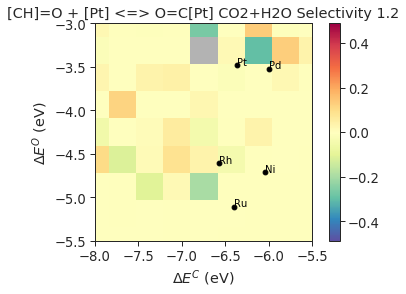 [CH]=O + [Pt] <=> O=C[Pt] CO2+H2O Selectivity 1.2
−3.0
−3.5
−4.0
−4.5
−5.0
−5.5
ΔE^O (eV)
Pt
Pd
Rh
Ni
Ru
−8.0 −7.5 −7.0 −6.5 −6.0 −5.5
ΔE^C (eV)
0.4
0.2
0.0
−0.2
−0.4